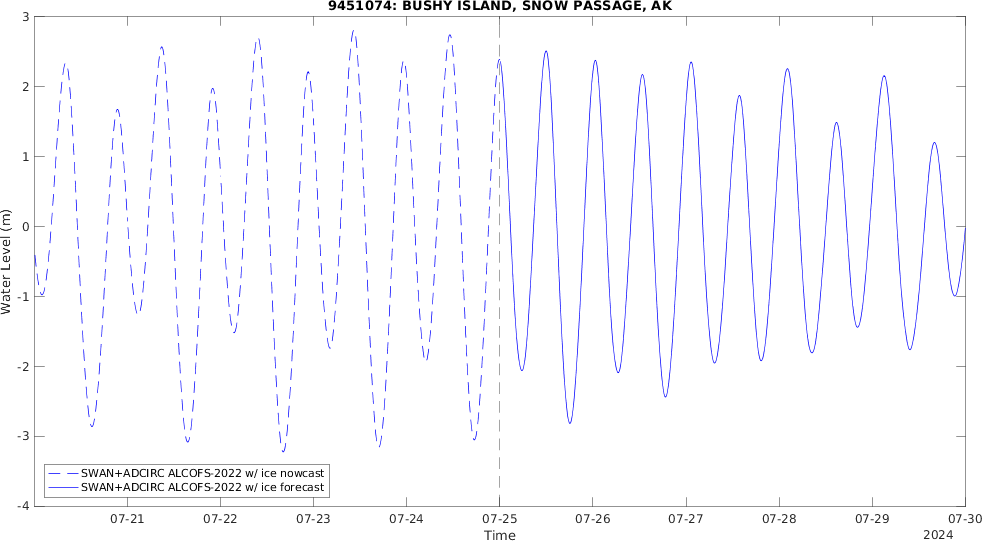 9451074: BUSHY ISLAND, SNOW PASSAGE, AK
3
2
1
0
-1
-2
-3
-4
Water Level (m)
SWAN+ADCIRC ALCOFS-2022 w/ ice nowcast
SWAN+ADCIRC ALCOFS-2022 w/ ice forecast
07-21 07-22 07-23 07-24 07-25 07-26 07-27 07-28 07-29 07-30
Time
2024